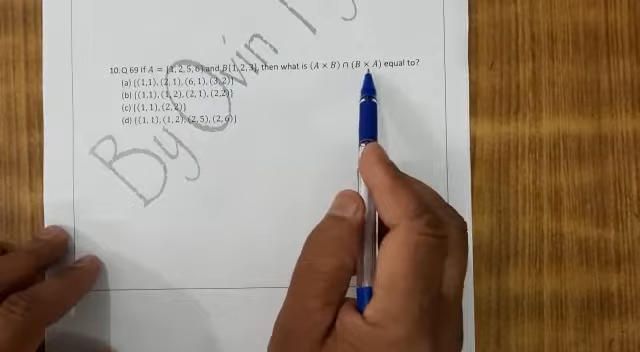 10.Q 69 If A = {1, 2, 5, 6} and B{1, 2, 3}, then what is (A × B) ∩ (B × A) equal to?
(a) {(1,1), (2, 1), (6, 1), (3, 2)}
(b) {(1,1), (1, 2), (2, 1), (2,2)}
(c) {(1, 1), (2, 2)}
(d) {(1, 1), (1, 2), (2, 5), (2, 6)}
By Ovin